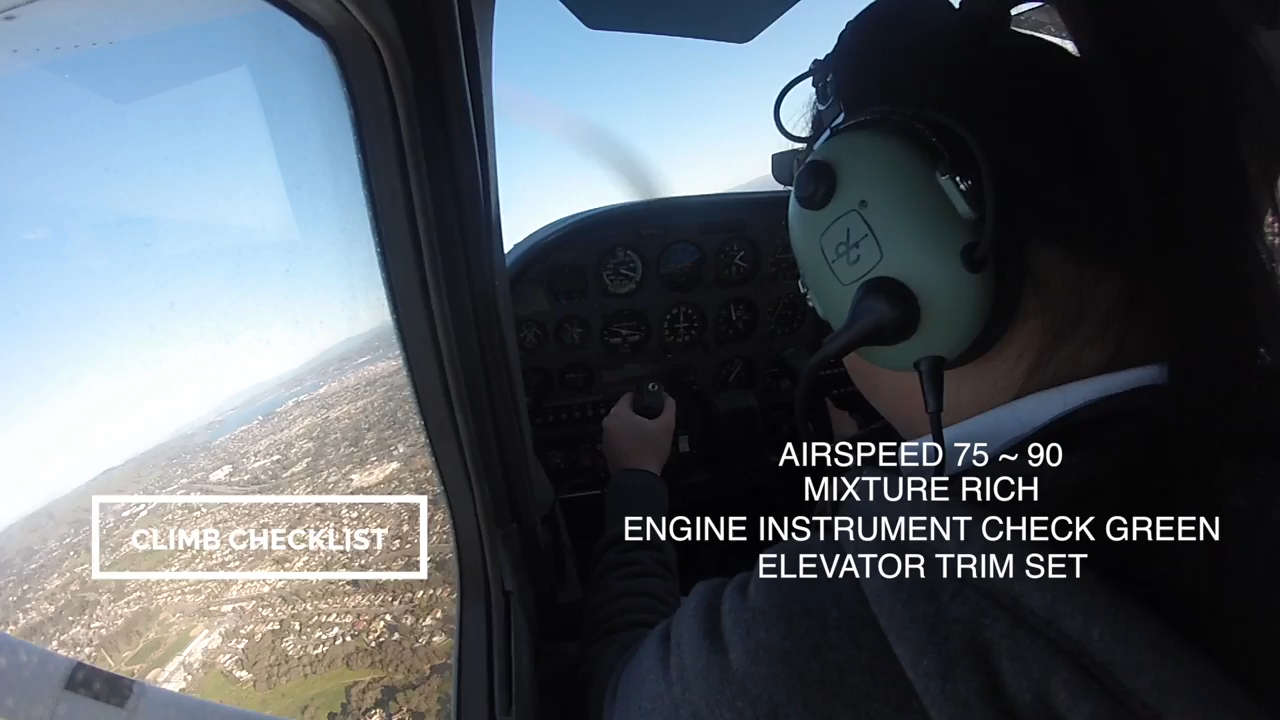 CLIMB CHECKLIST
AIRSPEED 75 ~ 90
MIXTURE RICH
ENGINE INSTRUMENT CHECK GREEN
ELEVATOR TRIM SET